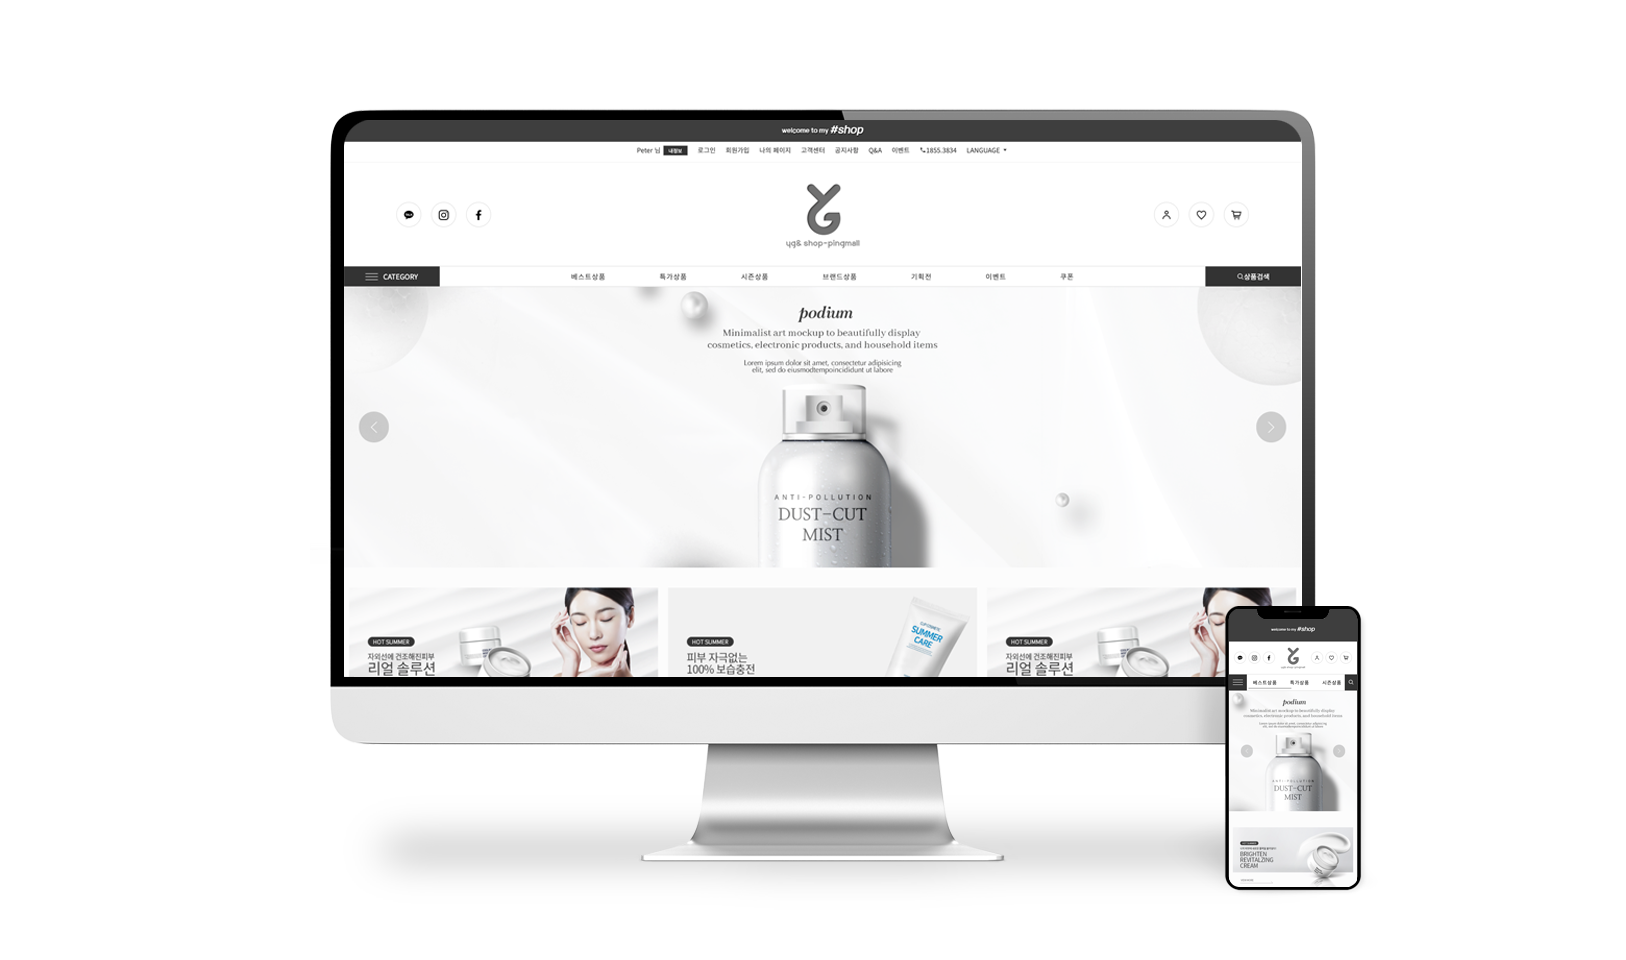 welcome to my #shop
Peter 님 내정보 로그인 회원가입 나의 페이지 고객센터 공지사항 Q&A 이벤트 1855.3834 LANGUAGE
YG
yg& shop-pingmall
CATEGORY 베스트상품 특가상품 시즌상품 브랜드상품 기획전 이벤트 쿠폰 상품검색
podium
Minimalist art mockup to beautifully display
cosmetics, electronic products, and household items
Lorem ipsum dolor sit amet, consectetur adipisicing
elit, sed do eiusmodtempoincididunt ut labore
ANTI-POLLUTION
DUST-CUT
MIST
HOT SUMMER
자외선에 건조해진피부
리얼 솔루션
HOT SUMMER
피부 자극없는
100% 보습충전
SUMMER
CARE
HOT SUMMER
자외선에 건조해진피부
리얼 솔루션
welcome to my #shop
YG
베스트상품 특가상품 시즌상품
podium
Minimalist art mockup to beautifully display
cosmetics, electronic products, and household items
ANTI-POLLUTION
DUST-CUT
MIST
BRIGHTEN
REVITALZING
CREAM